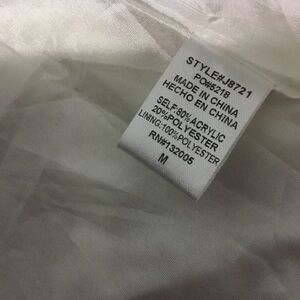 STYLE#J8721
PO#5218
MADE IN CHINA
HECHO EN CHINA
SELF:80% ACRYLIC
20%POLYESTER
LINING:100%POLYESTER
RN#132005
M